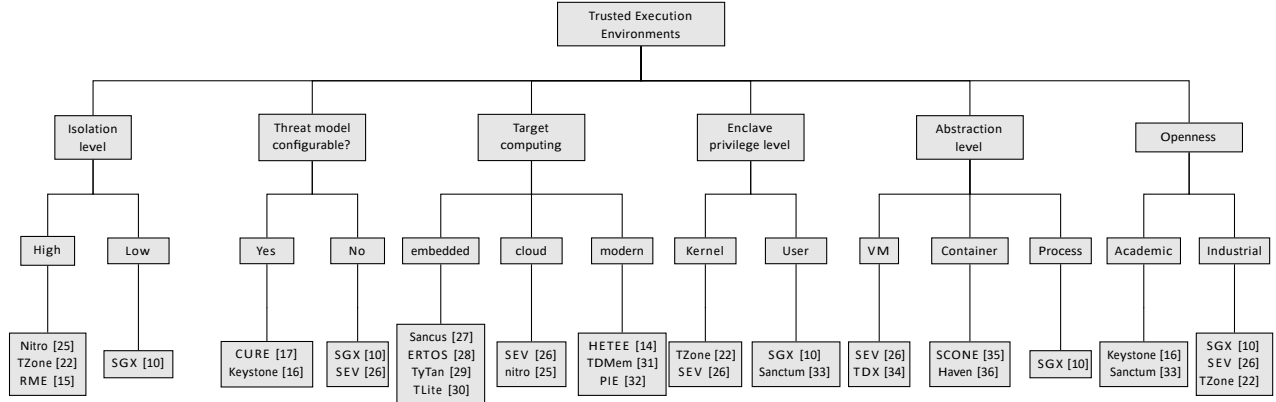 Trusted Execution
Environments
Isolation
level
Threat model
configurable?
Target
computing
Enclave
privilege level
Abstraction
level
Openness
High
Low
Yes
No
embedded
cloud
modern
Kernel
User
VM
Container
Process
Academic
Industrial
Nitro [25]
TZone [22]
RME [15]
SGX [10]
CURE [17]
Keystone [16]
SGX [10]
SEV [26]
Sancus [27]
ERTOS [28]
TyTan [29]
TLite [30]
SEV [26]
nitro [25]
HETEE [14]
TDMem [31]
PIE [32]
TZone [22]
SEV [26]
SGX [10]
Sanctum [33]
SEV [26]
TDX [34]
SCONE [35]
Haven [36]
SGX [10]
Keystone [16]
Sanctum [33]
SGX [10]
SEV [26]
TZone [22]